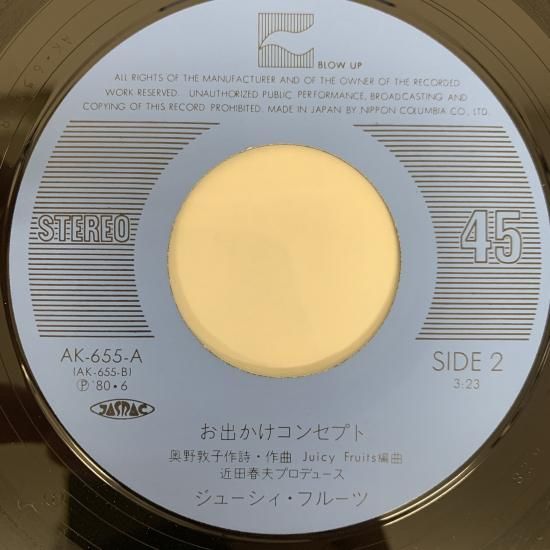 BLOW UP
ALL RIGHTS OF THE MANUFACTURER AND OF THE OWNER OF THE RECORDED
WORK RESERVED. UNAUTHORIZED PUBLIC PERFORMANCE, BROADCASTING AND
COPYING OF THIS RECORD PROHIBITED. MADE IN JAPAN BY NIPPON COLUMBIA CO., LTD.
STEREO
45
AK-655-A
(AK-655-B)
Ⓟ '80・6
JASRAC
SIDE 2
3:23
お出かけコンセプト
奥野敦子作詩・作曲 Juicy Fruits編曲
近田春夫プロデュース
ジューシィ・フルーツ